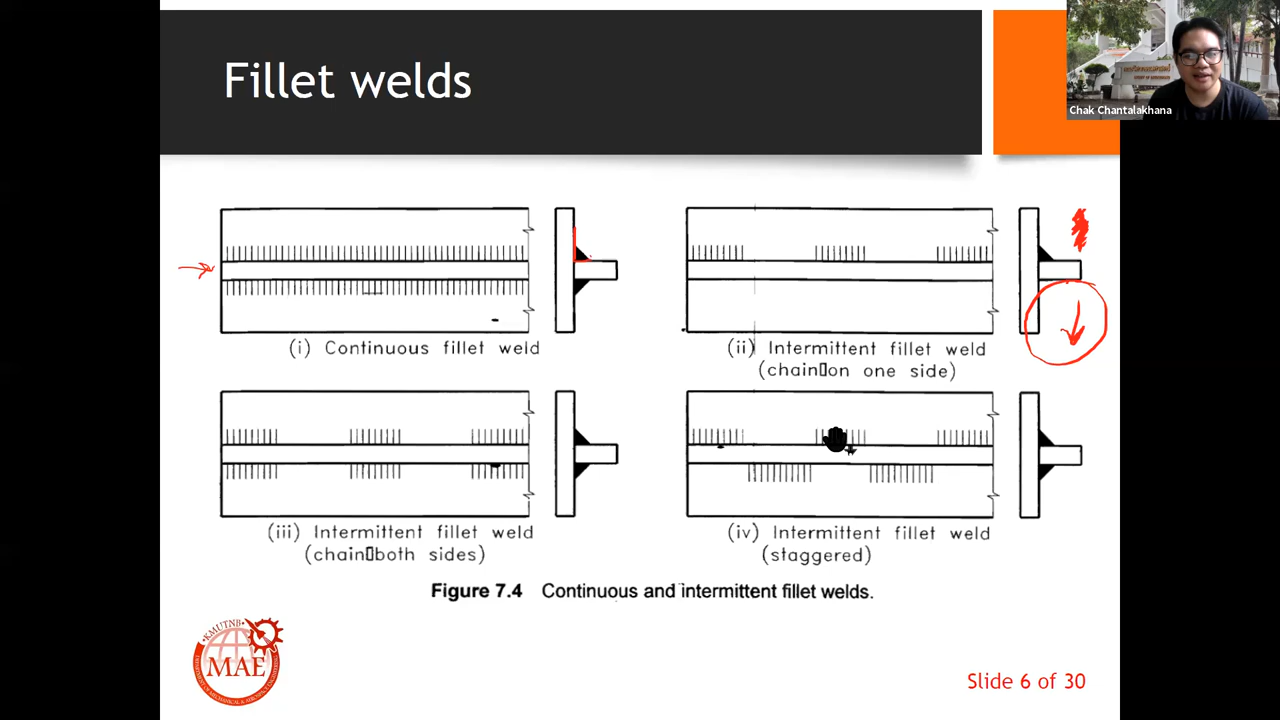 Fillet welds
Chak Chantalakhana
(i) Continuous fillet weld
(ii) Intermittent fillet weld
(chain▯on one side)
(iii) Intermittent fillet weld
(chain▯both sides)
(iv) Intermittent fillet weld
(staggered)
Figure 7.4 Continuous and intermittent fillet welds.
•KMUTNB•
MAE
Slide 6 of 30